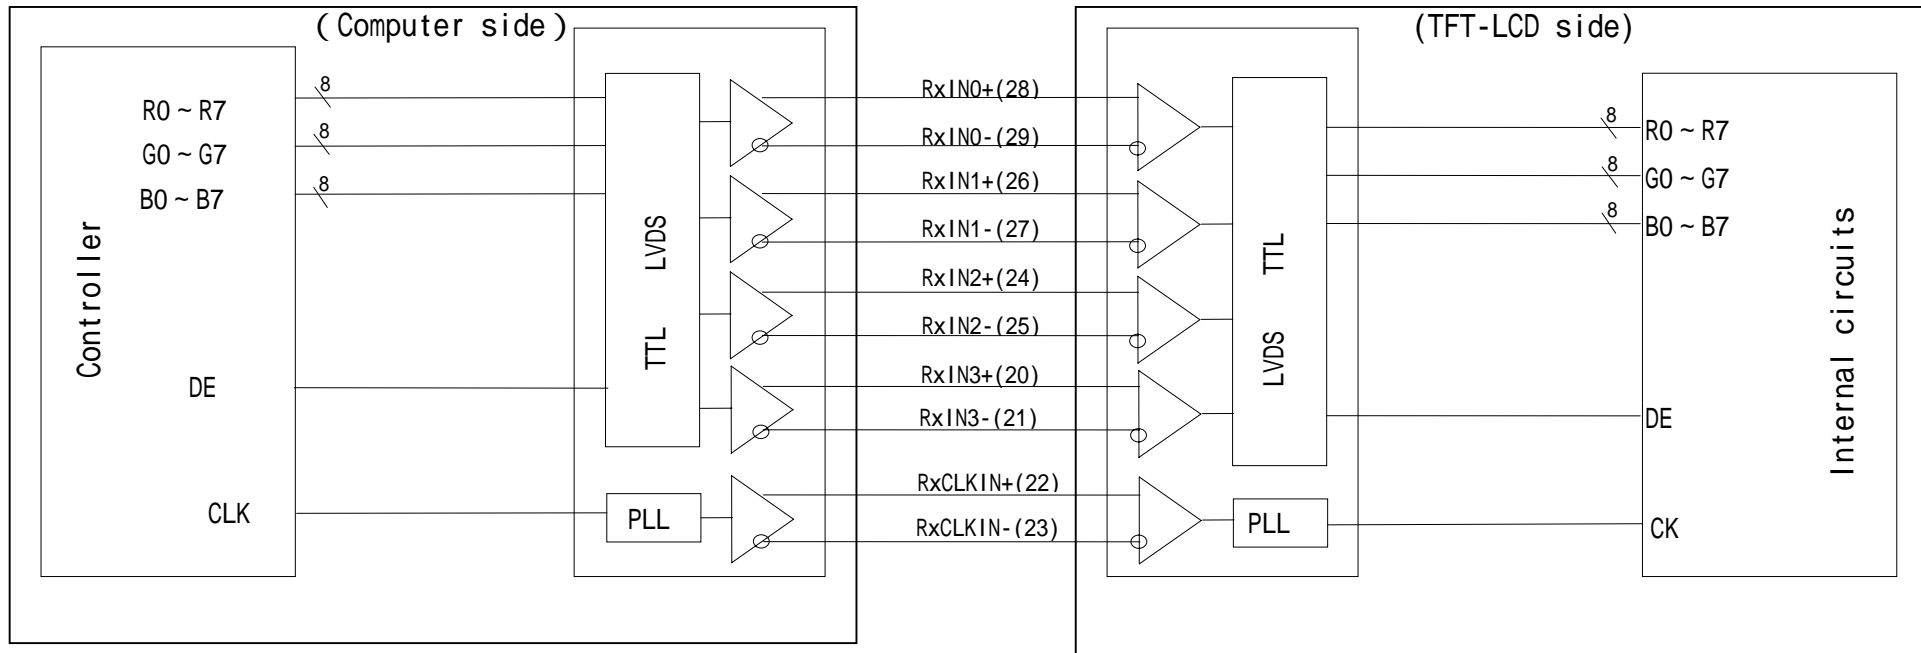 (Computer side)
(TFT-LCD side)
Controller
R0 ~ R7
G0 ~ G7
B0 ~ B7
DE
CLK
8
8
8
TTL LVDS
PLL
RxIN0+(28)
RxIN0-(29)
RxIN1+(26)
RxIN1-(27)
RxIN2+(24)
RxIN2-(25)
RxIN3+(20)
RxIN3-(21)
RxCLKIN+(22)
RxCLKIN-(23)
LVDS TTL
PLL
8
8
8
R0 ~ R7
G0 ~ G7
B0 ~ B7
DE
CK
Internal circuits